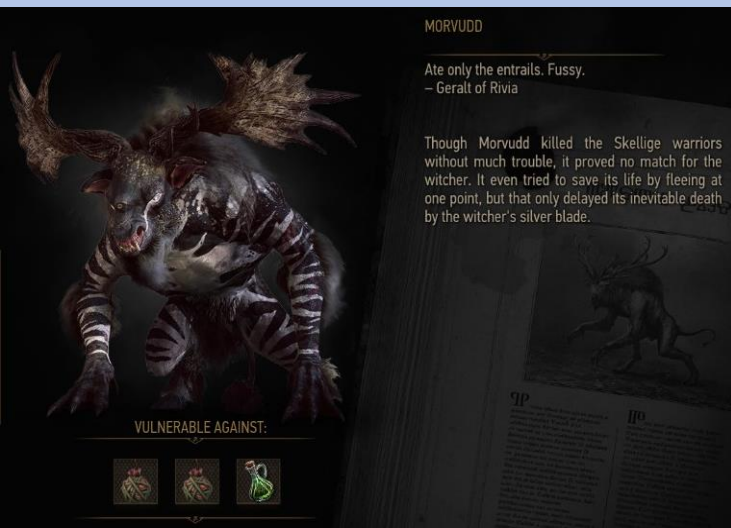 MORVUDD
Ate only the entrails. Fussy.
– Geralt of Rivia
Though Morvudd killed the Skellige warriors
without much trouble, it proved no match for the
witcher. It even tried to save its life by fleeing at
one point, but that only delayed its inevitable death
by the witcher's silver blade.
VULNERABLE AGAINST: